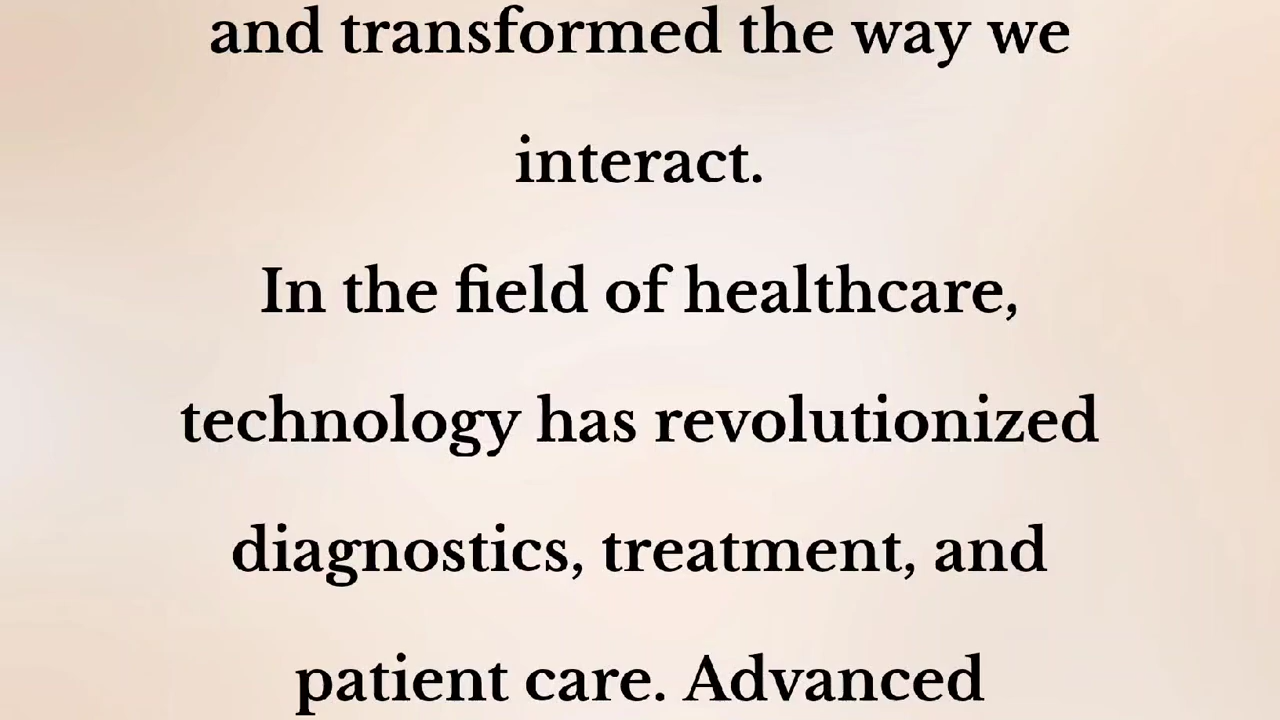 and transformed the way we
interact.
In the field of healthcare,
technology has revolutionized
diagnostics, treatment, and
patient care. Advanced